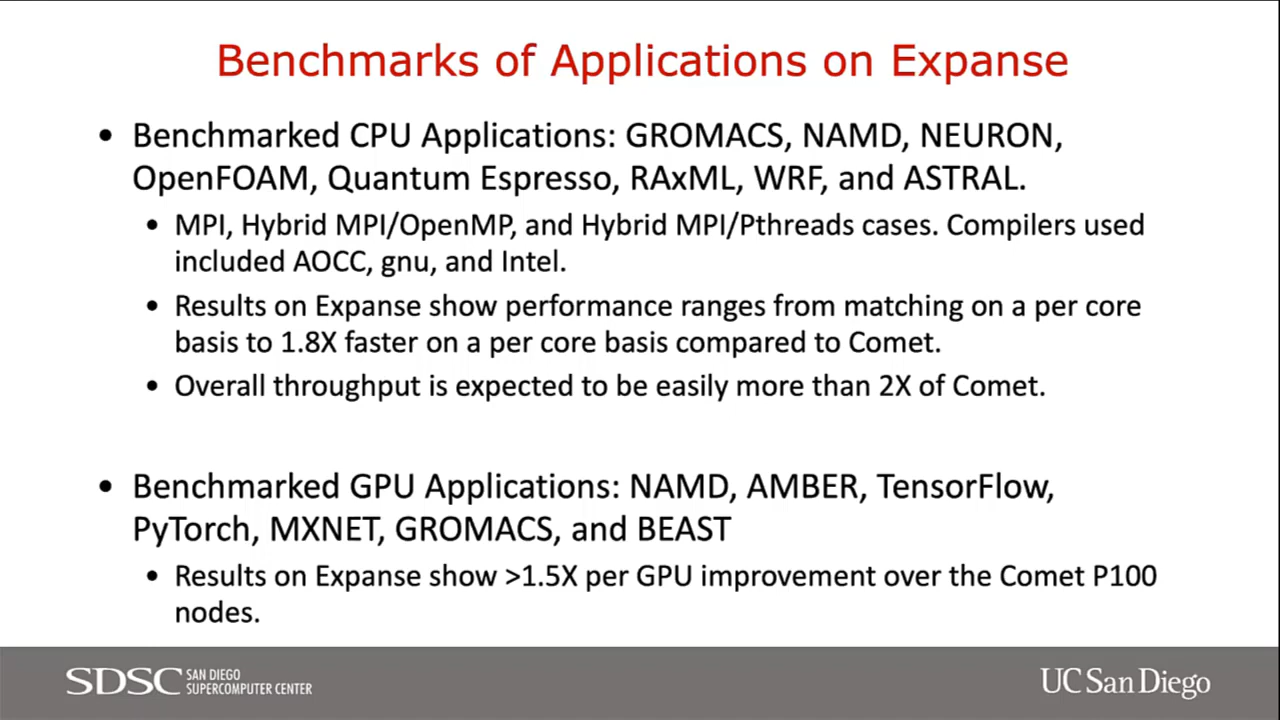 Benchmarks of Applications on Expanse
• Benchmarked CPU Applications: GROMACS, NAMD, NEURON,
OpenFOAM, Quantum Espresso, RAxML, WRF, and ASTRAL.
• MPI, Hybrid MPI/OpenMP, and Hybrid MPI/Pthreads cases. Compilers used
included AOCC, gnu, and Intel.
• Results on Expanse show performance ranges from matching on a per core
basis to 1.8X faster on a per core basis compared to Comet.
• Overall throughput is expected to be easily more than 2X of Comet.
• Benchmarked GPU Applications: NAMD, AMBER, TensorFlow,
PyTorch, MXNET, GROMACS, and BEAST
• Results on Expanse show >1.5X per GPU improvement over the Comet P100
nodes.
SDSC SAN DIEGO
SUPERCOMPUTER CENTER
UC San Diego